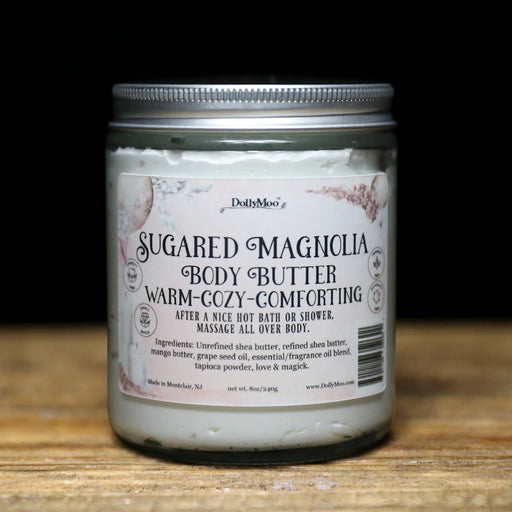 DollyMoo™
SUGARED MAGNOLIA
BODY BUTTER
WARM-COZY-COMFORTING
AFTER A NICE HOT BATH OR SHOWER,
MASSAGE ALL OVER BODY.
Ingredients: Unrefined shea butter, refined shea butter,
mango butter, grape seed oil, essential/fragrance oil blend,
tapioca powder, love & magick.
Made in Montclair, NJ
net wt. 8oz/240g
www.DollyMoo.com